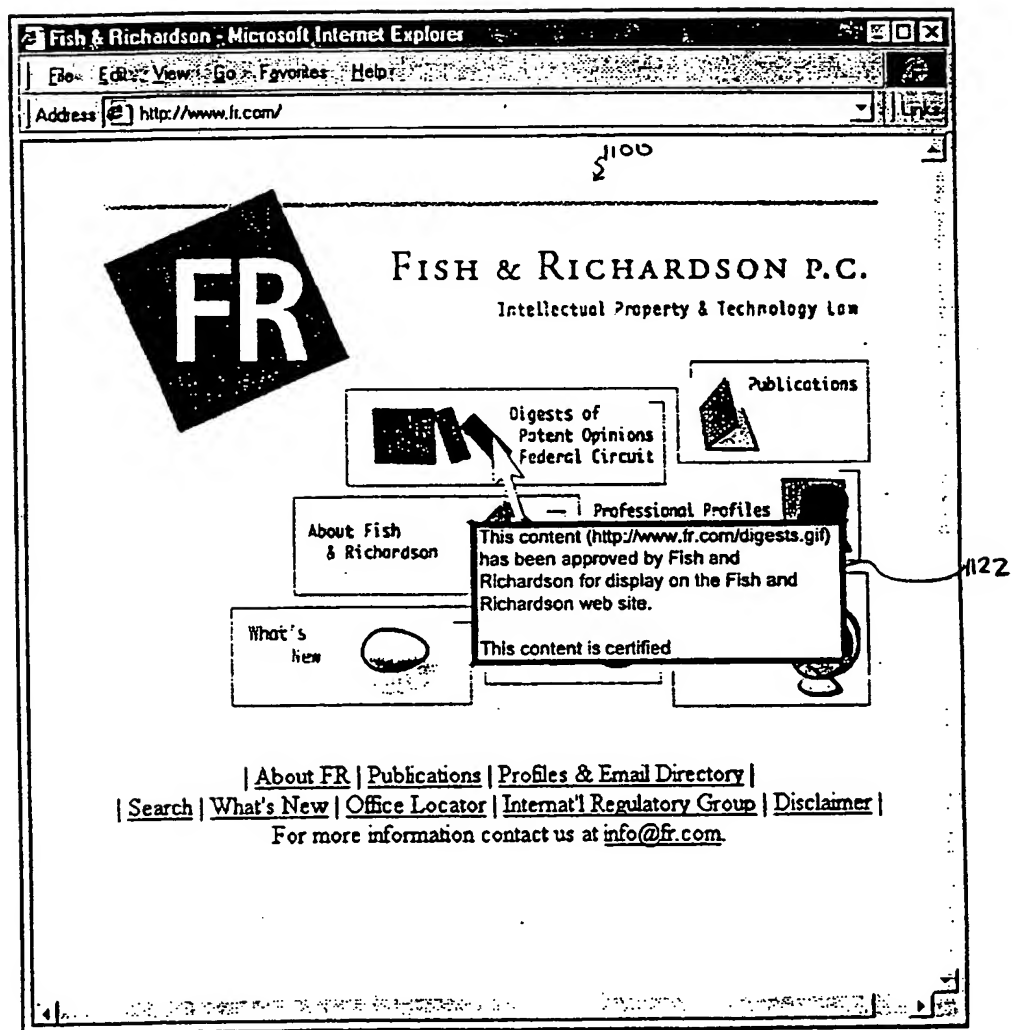 Fish & Richardson - Microsoft Internet Explorer
File Edit View Go Favorites Help
Address http://www.fr.com/ Links
1100
FR
FISH & RICHARDSON P.C.
Intellectual Property & Technology Law
Publications
Digests of
Patent Opinions
Federal Circuit
Professional Profiles
About Fish
& Richardson
This content (http://www.fr.com/digests.gif)
has been approved by Fish and
Richardson for display on the Fish and
Richardson web site.
This content is certified
1122
What's
New
| About FR | Publications | Profiles & Email Directory |
| Search | What's New | Office Locator | Internat'l Regulatory Group | Disclaimer |
For more information contact us at info@fr.com.